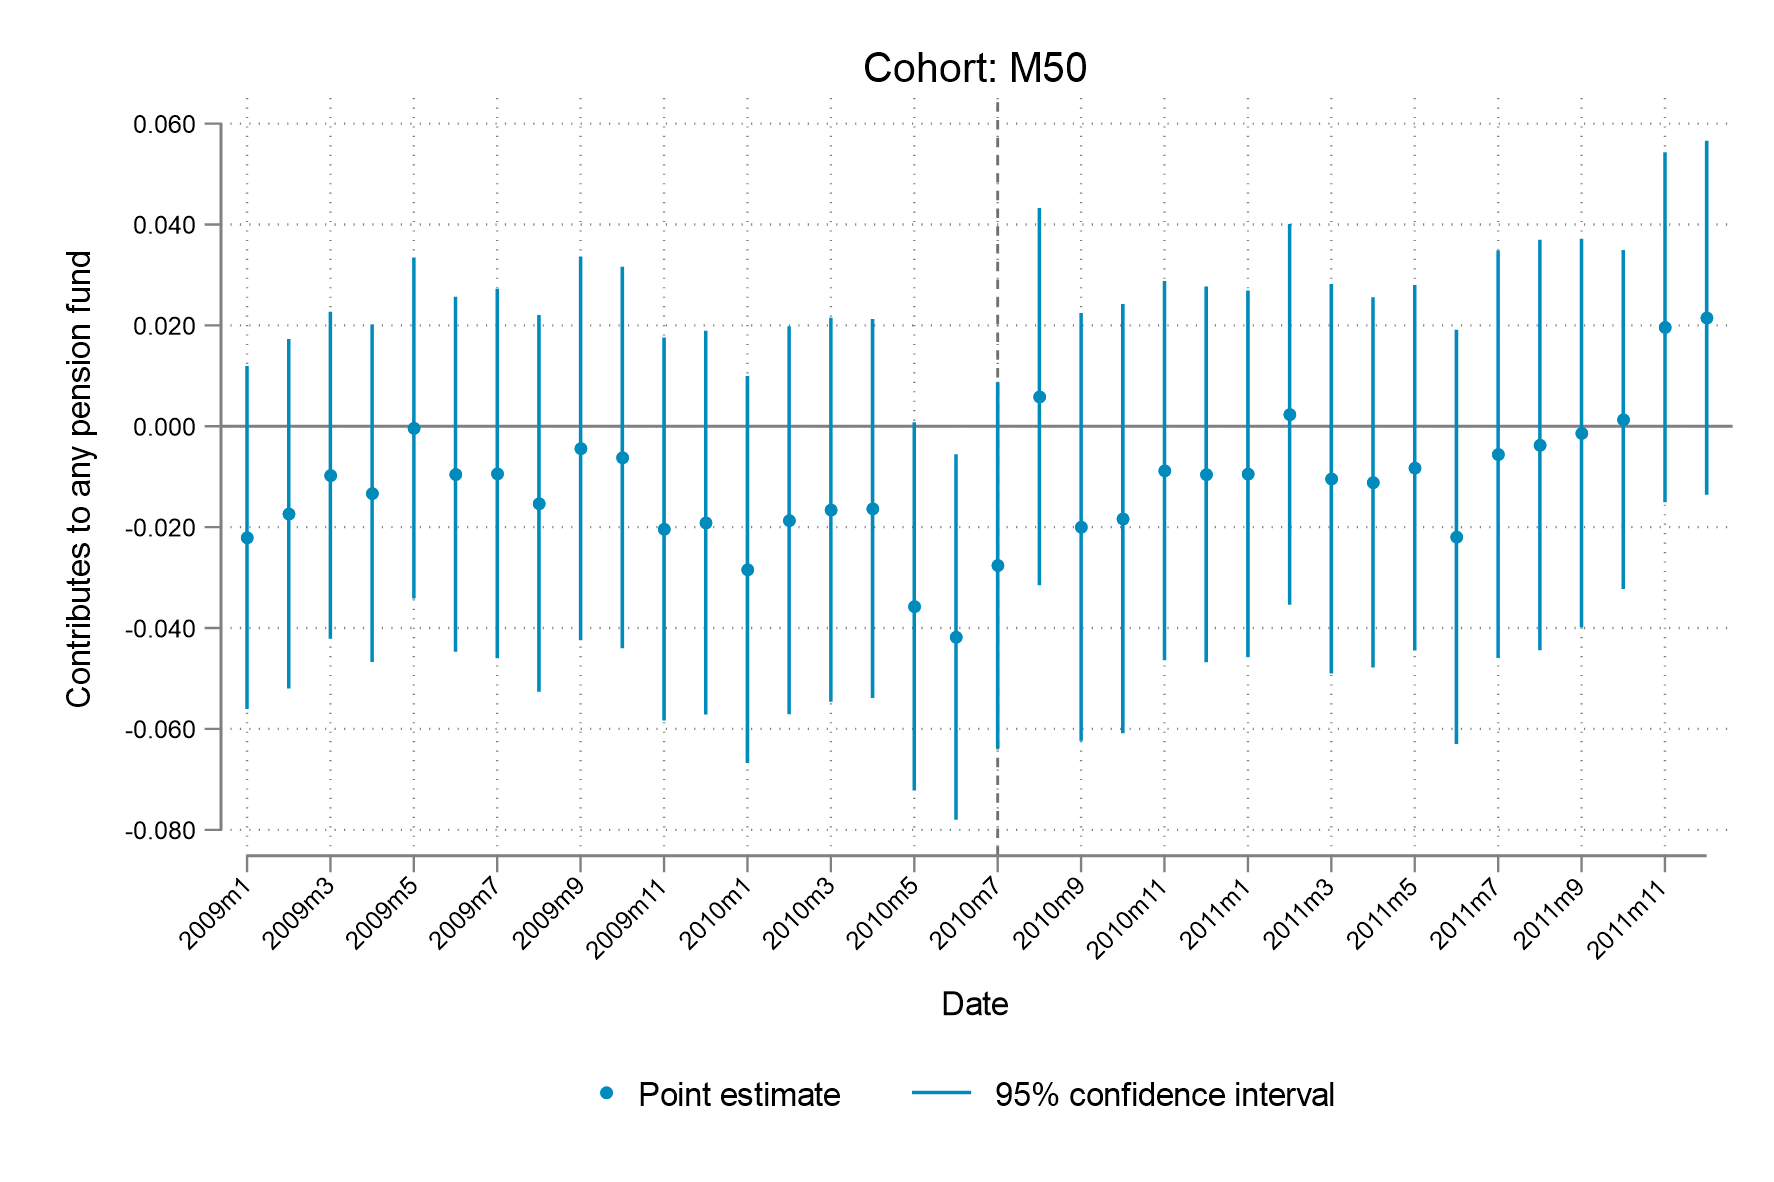 Cohort: M50
Contributes to any pension fund
0.060
0.040
0.020
0.000
-0.020
-0.040
-0.060
-0.080
2009m1
2009m3
2009m5
2009m7
2009m9
2009m11
2010m1
2010m3
2010m5
2010m7
2010m9
2010m11
2011m1
2011m3
2011m5
2011m7
2011m9
2011m11
Date
Point estimate
95% confidence interval